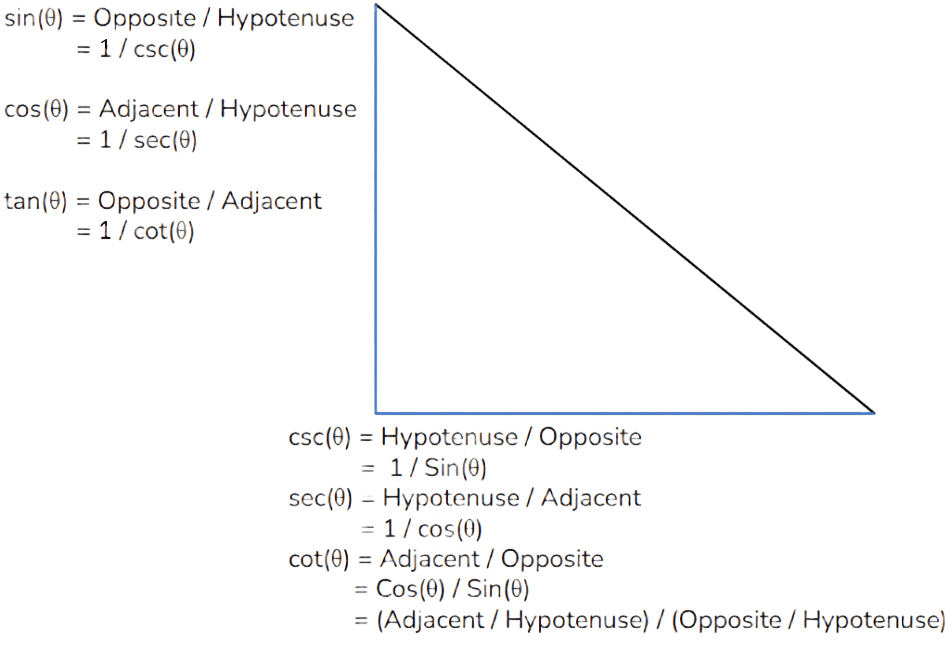 sin(θ) = Opposite / Hypotenuse
= 1 / csc(θ)
cos(θ) = Adjacent / Hypotenuse
= 1 / sec(θ)
tan(θ) = Opposite / Adjacent
= 1 / cot(θ)
csc(θ) = Hypotenuse / Opposite
= 1 / Sin(θ)
sec(θ) = Hypotenuse / Adjacent
= 1 / cos(θ)
cot(θ) = Adjacent / Opposite
= Cos(θ) / Sin(θ)
= (Adjacent / Hypotenuse) / (Opposite / Hypotenuse)